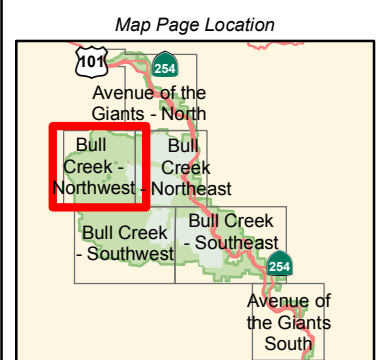 Map Page Location
101
254
Avenue of the
Giants - North
Bull
Creek -
Northwest
Bull
Creek
- Northeast
Bull Creek
- Southwest
Bull Creek
- Southeast
254
Avenue of
the Giants
South